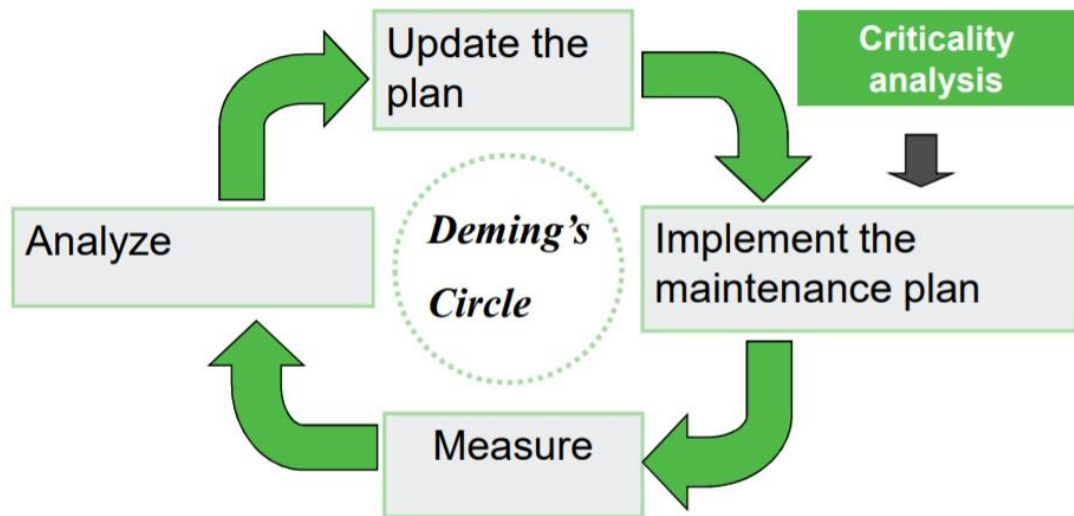 Update the
plan
Criticality
analysis
Analyze
Deming’s
Circle
Implement the
maintenance plan
Measure